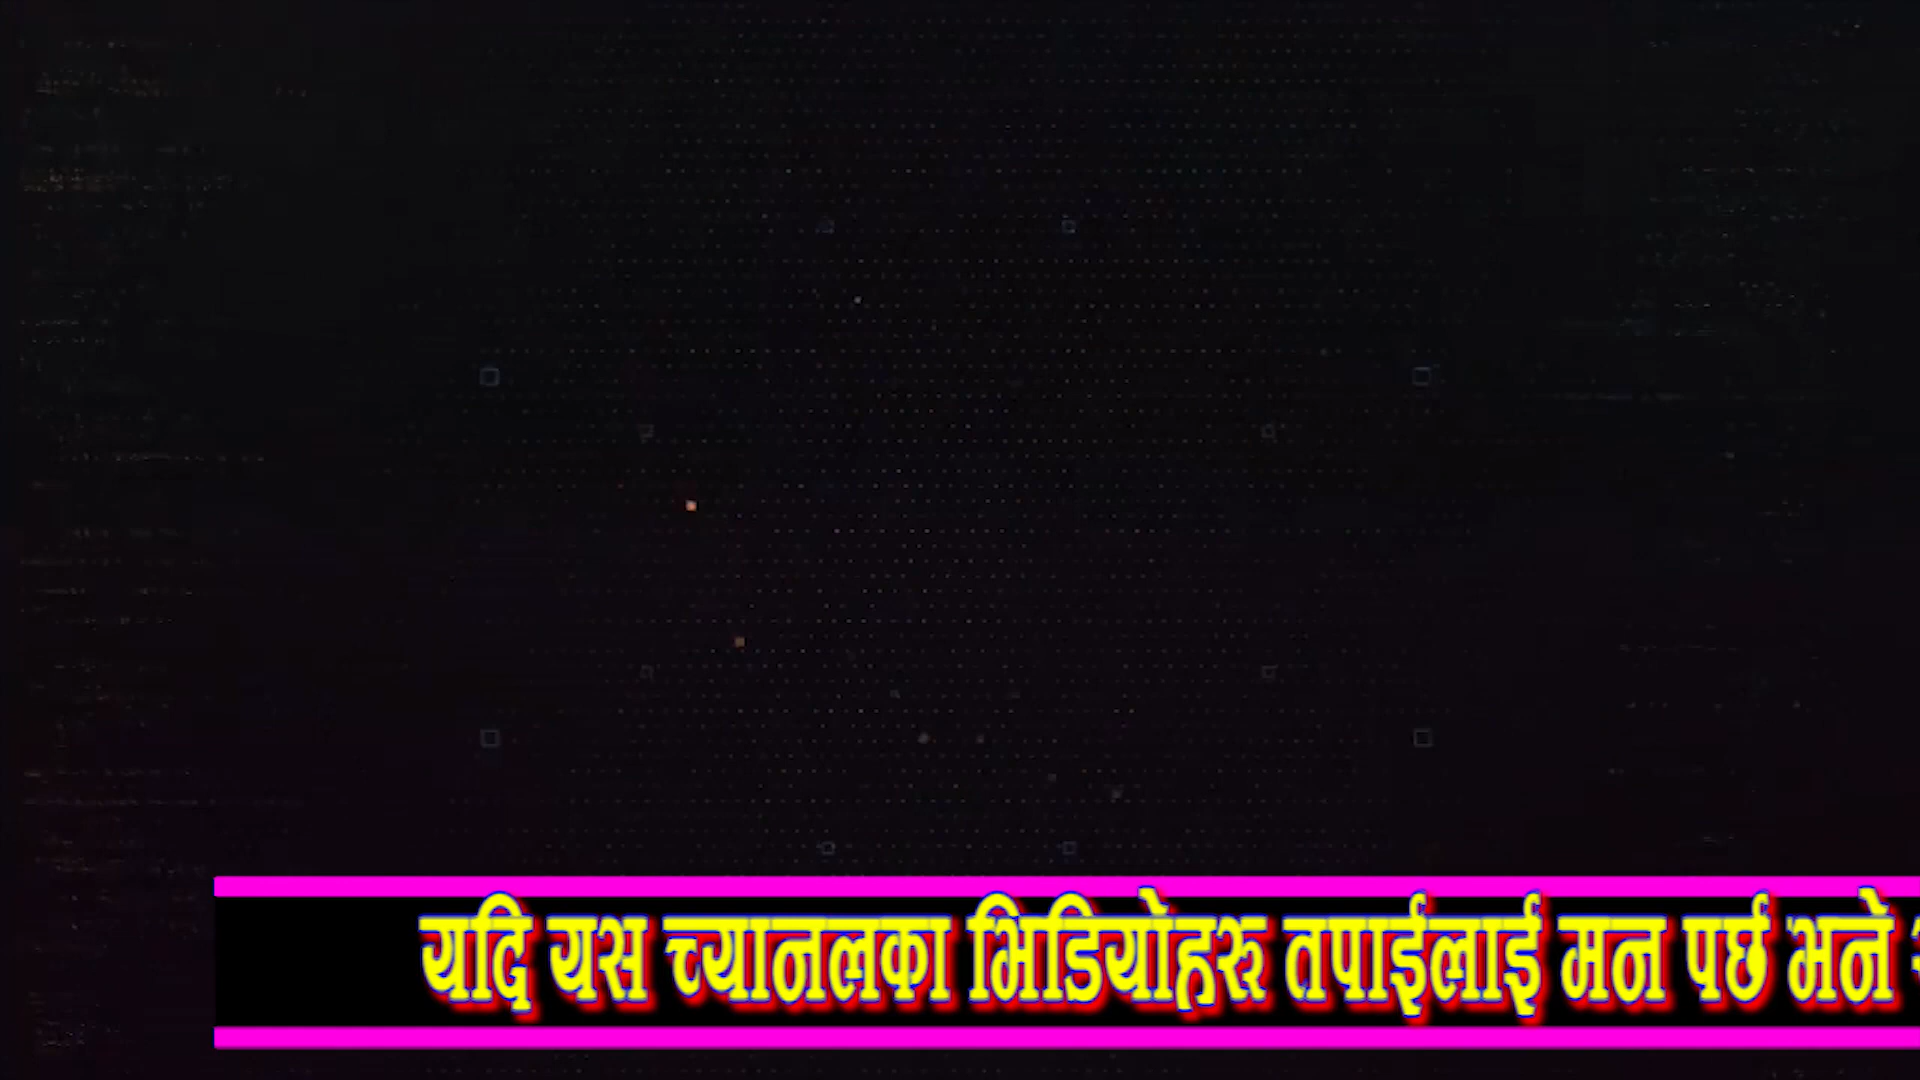 यदि यस च्यानलका भिडियोहरु तपाईलाई मन पर्छ भने